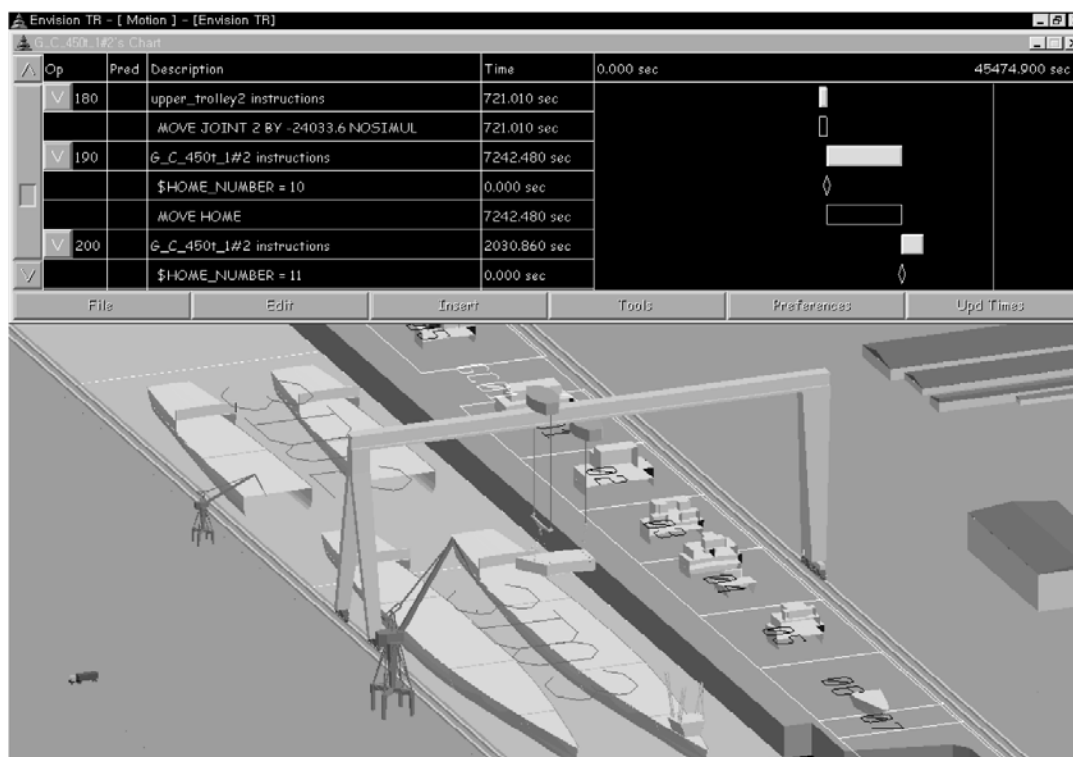 Envision TR - [ Motion ] - [Envision TR]
G_C_450t_1#2's Chart
Op Pred Description Time 0.000 sec 45474.900 sec
180 upper_trolley2 instructions 721.010 sec
MOVE JOINT 2 BY -24033.6 NOSIMUL 721.010 sec
190 G_C_450t_1#2 instructions 7242.480 sec
$HOME_NUMBER = 10 0.000 sec
MOVE HOME 7242.480 sec
200 G_C_450t_1#2 instructions 2030.860 sec
$HOME_NUMBER = 11 0.000 sec
File Edit Insert Tools Preferences Upd Times